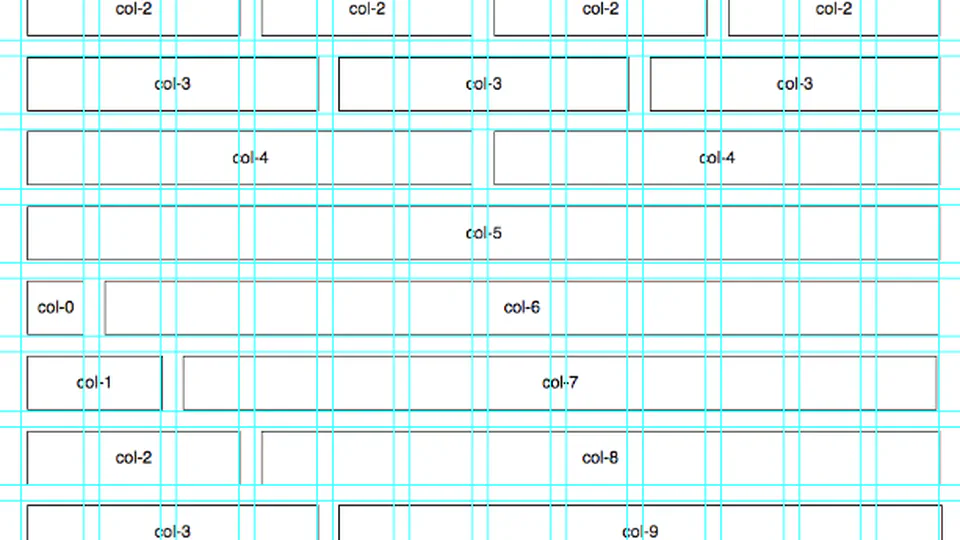 col-2 col-2 col-2 col-2
col-3 col-3 col-3
col-4 col-4
col-5
col-0 col-6
col-1 col-7
col-2 col-8
col-3 col-9